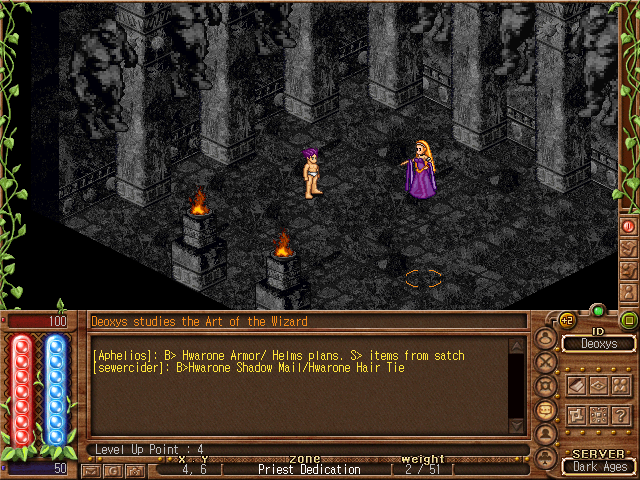 100
Deoxys studies the Art of the Wizard
+2
ID
Deoxys
[Aphelios]: B> Hwarone Armor/ Helms plans. S> items from satch
[sewercider]: B>Hwarone Shadow Mail/Hwarone Hair Tie
Level Up Point : 4
X Y zone weight
50
4, 6 [ Priest Dedication [ 2 / 51 [
G
?
SERVER
Dark Ages